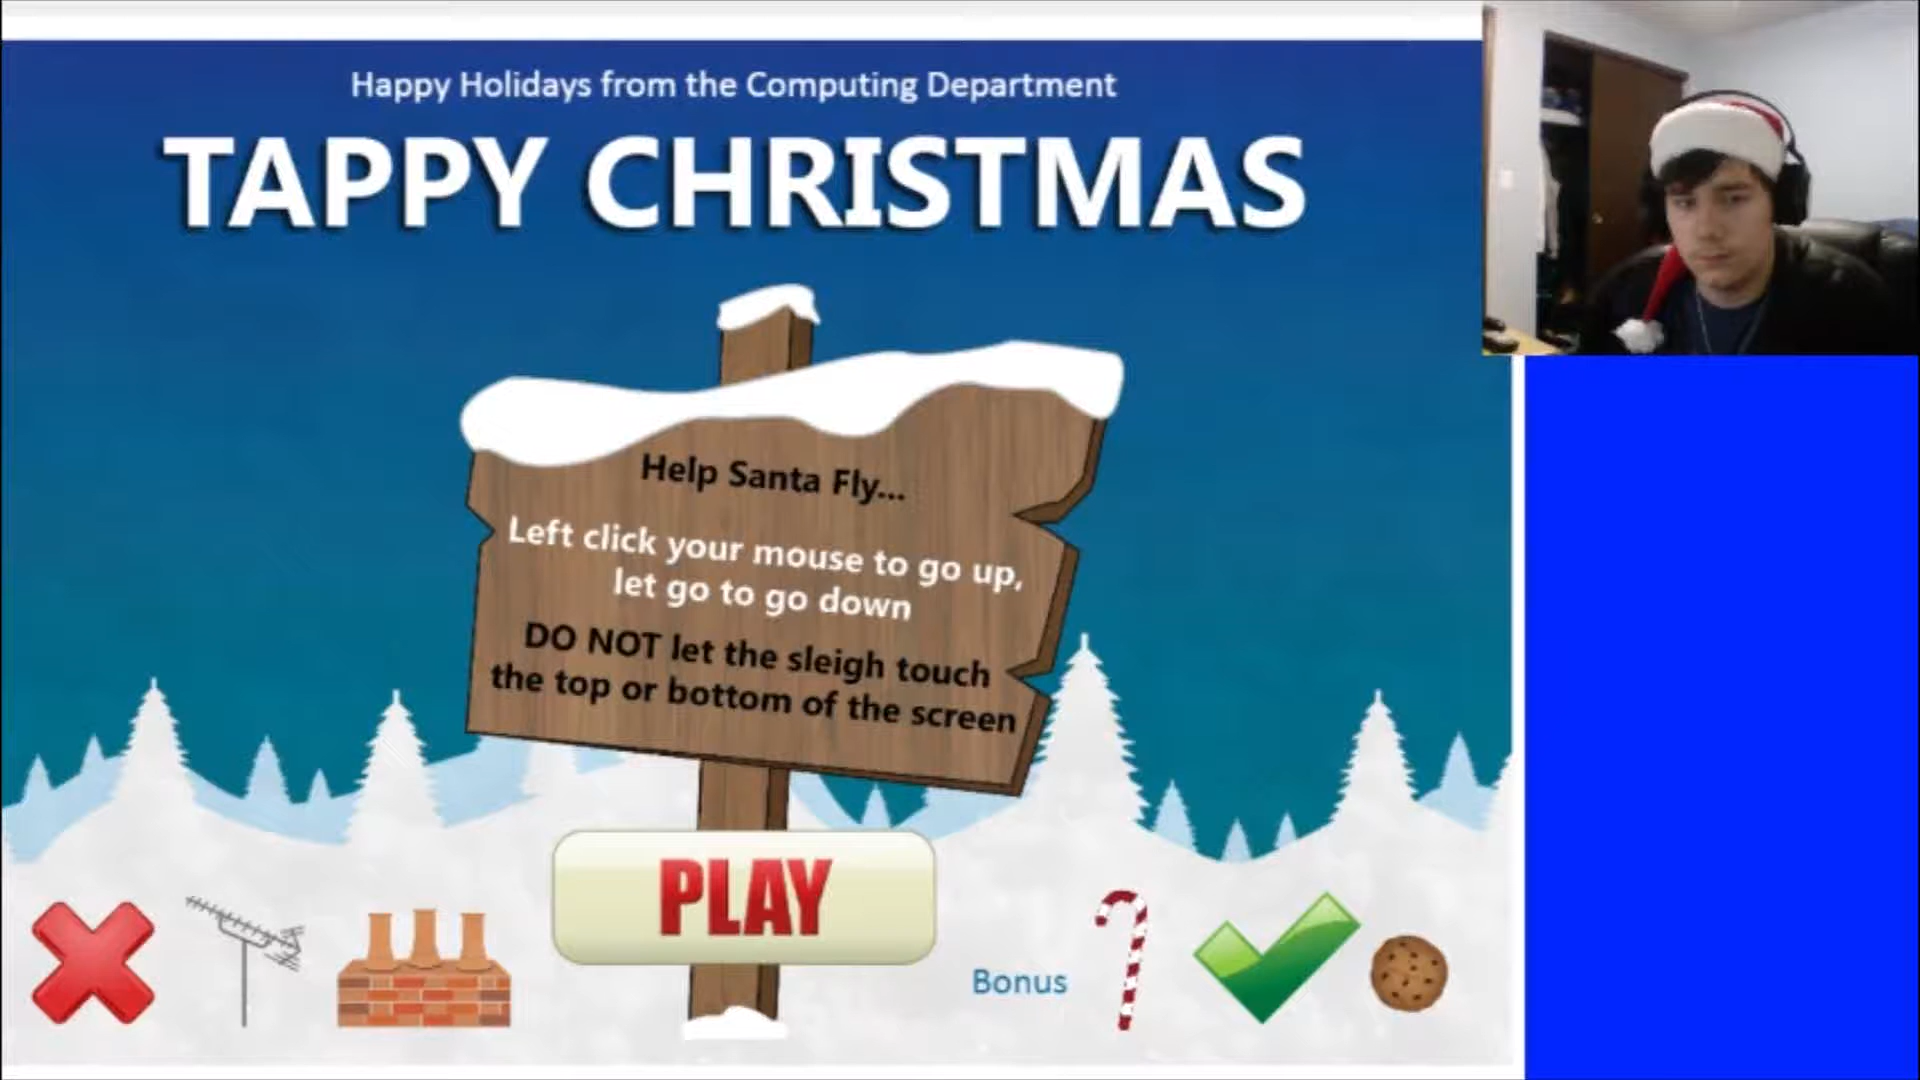 Happy Holidays from the Computing Department
TAPPY CHRISTMAS
Help Santa Fly...
Left click your mouse to go up,
let go to go down
DO NOT let the sleigh touch
the top or bottom of the screen
PLAY
Bonus